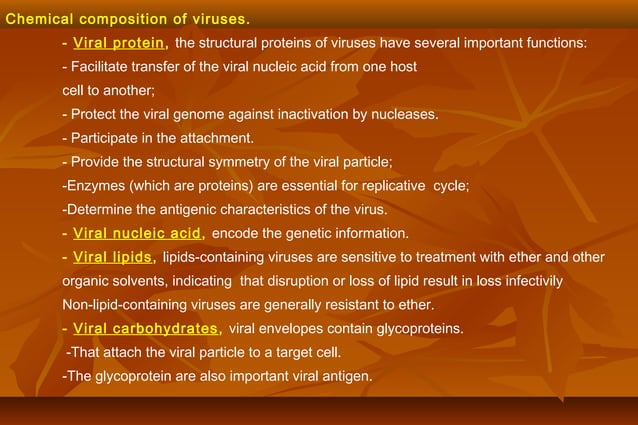 Chemical composition of viruses.
- Viral protein, the structural proteins of viruses have several important functions:
- Facilitate transfer of the viral nucleic acid from one host
cell to another;
- Protect the viral genome against inactivation by nucleases.
- Participate in the attachment.
- Provide the structural symmetry of the viral particle;
-Enzymes (which are proteins) are essential for replicative cycle;
-Determine the antigenic characteristics of the virus.
- Viral nucleic acid, encode the genetic information.
- Viral lipids, lipids-containing viruses are sensitive to treatment with ether and other
organic solvents, indicating that disruption or loss of lipid result in loss infectivily
Non-lipid-containing viruses are generally resistant to ether.
- Viral carbohydrates, viral envelopes contain glycoproteins.
-That attach the viral particle to a target cell.
-The glycoprotein are also important viral antigen.